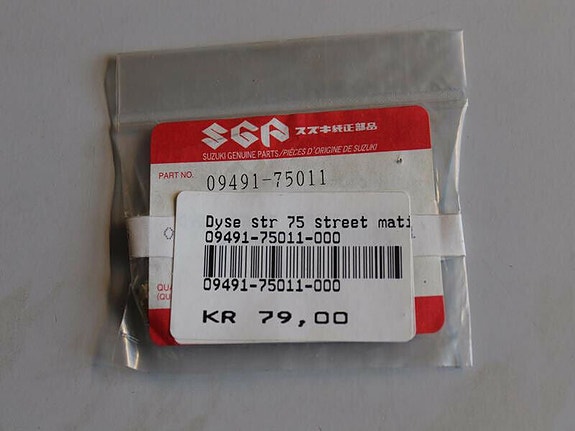 SGP スズキ純正部品
SUZUKI GENUINE PARTS/PIÈCES D'ORIGINE DE SUZUKI
PART NO. 09491-75011
Dyse str 75 street mati
09491-75011-000
09491-75011-000
KR 79,00